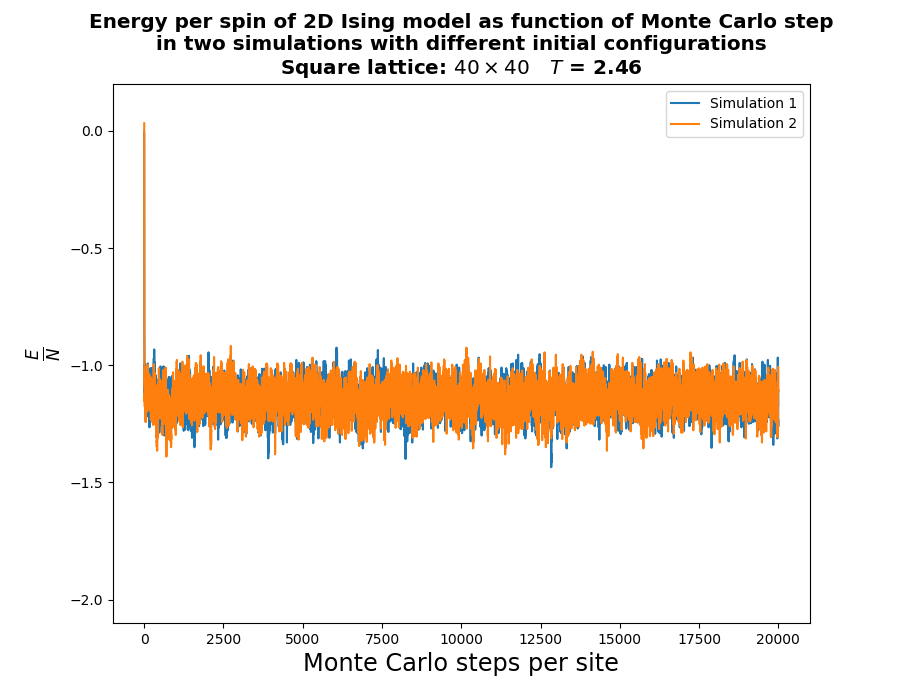 Energy per spin of 2D Ising model as function of Monte Carlo step
in two simulations with different initial configurations
Square lattice: 40 × 40 T = 2.46
Simulation 1
Simulation 2
0.0
−0.5
−1.0
−1.5
−2.0
E
N
0 2500 5000 7500 10000 12500 15000 17500 20000
Monte Carlo steps per site